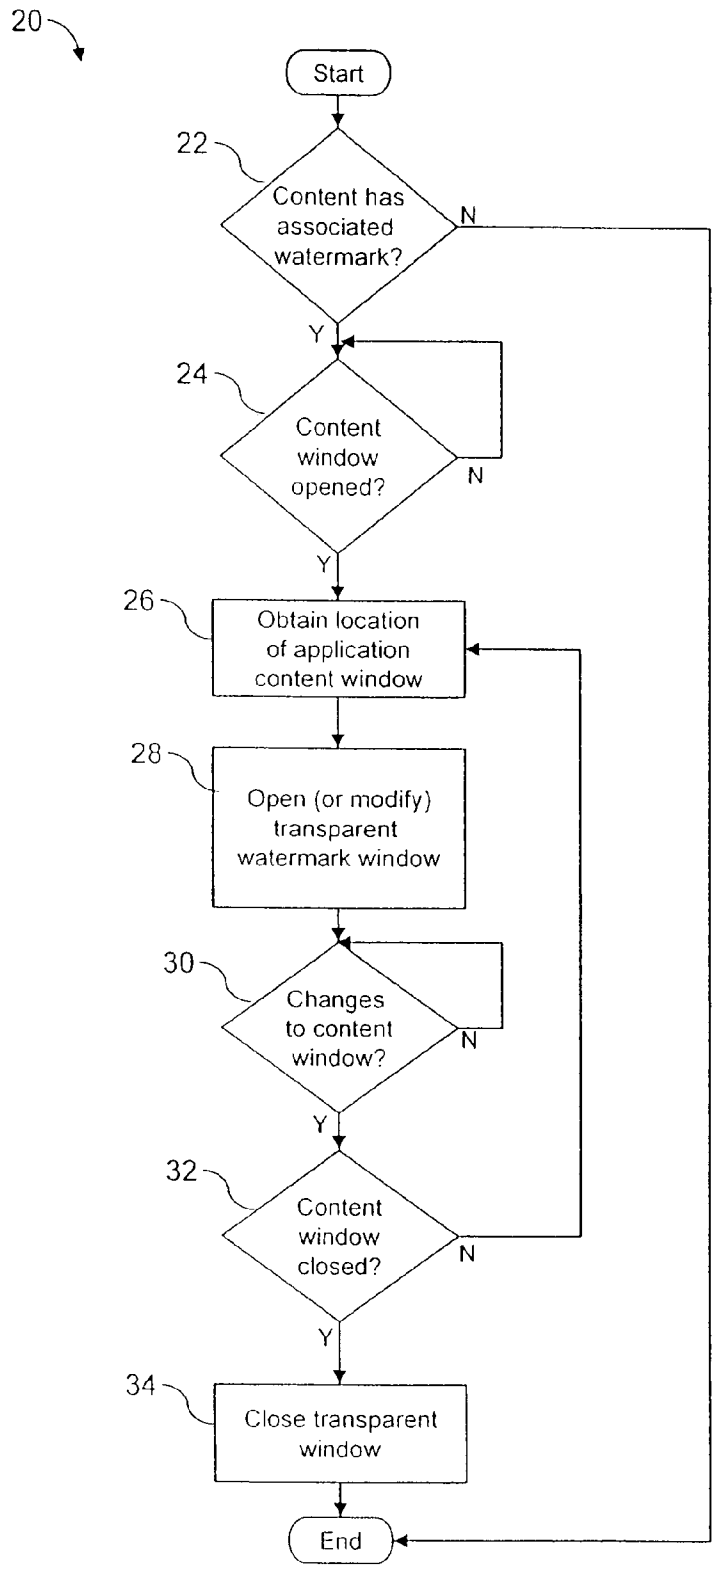 20
Start
22
Content has
associated
watermark?
N
Y
24
Content
window
opened?
N
Y
26
Obtain location
of application
content window
28
Open (or modify)
transparent
watermark window
30
Changes
to content
window?
N
Y
32
Content
window
closed?
N
Y
34
Close transparent
window
End